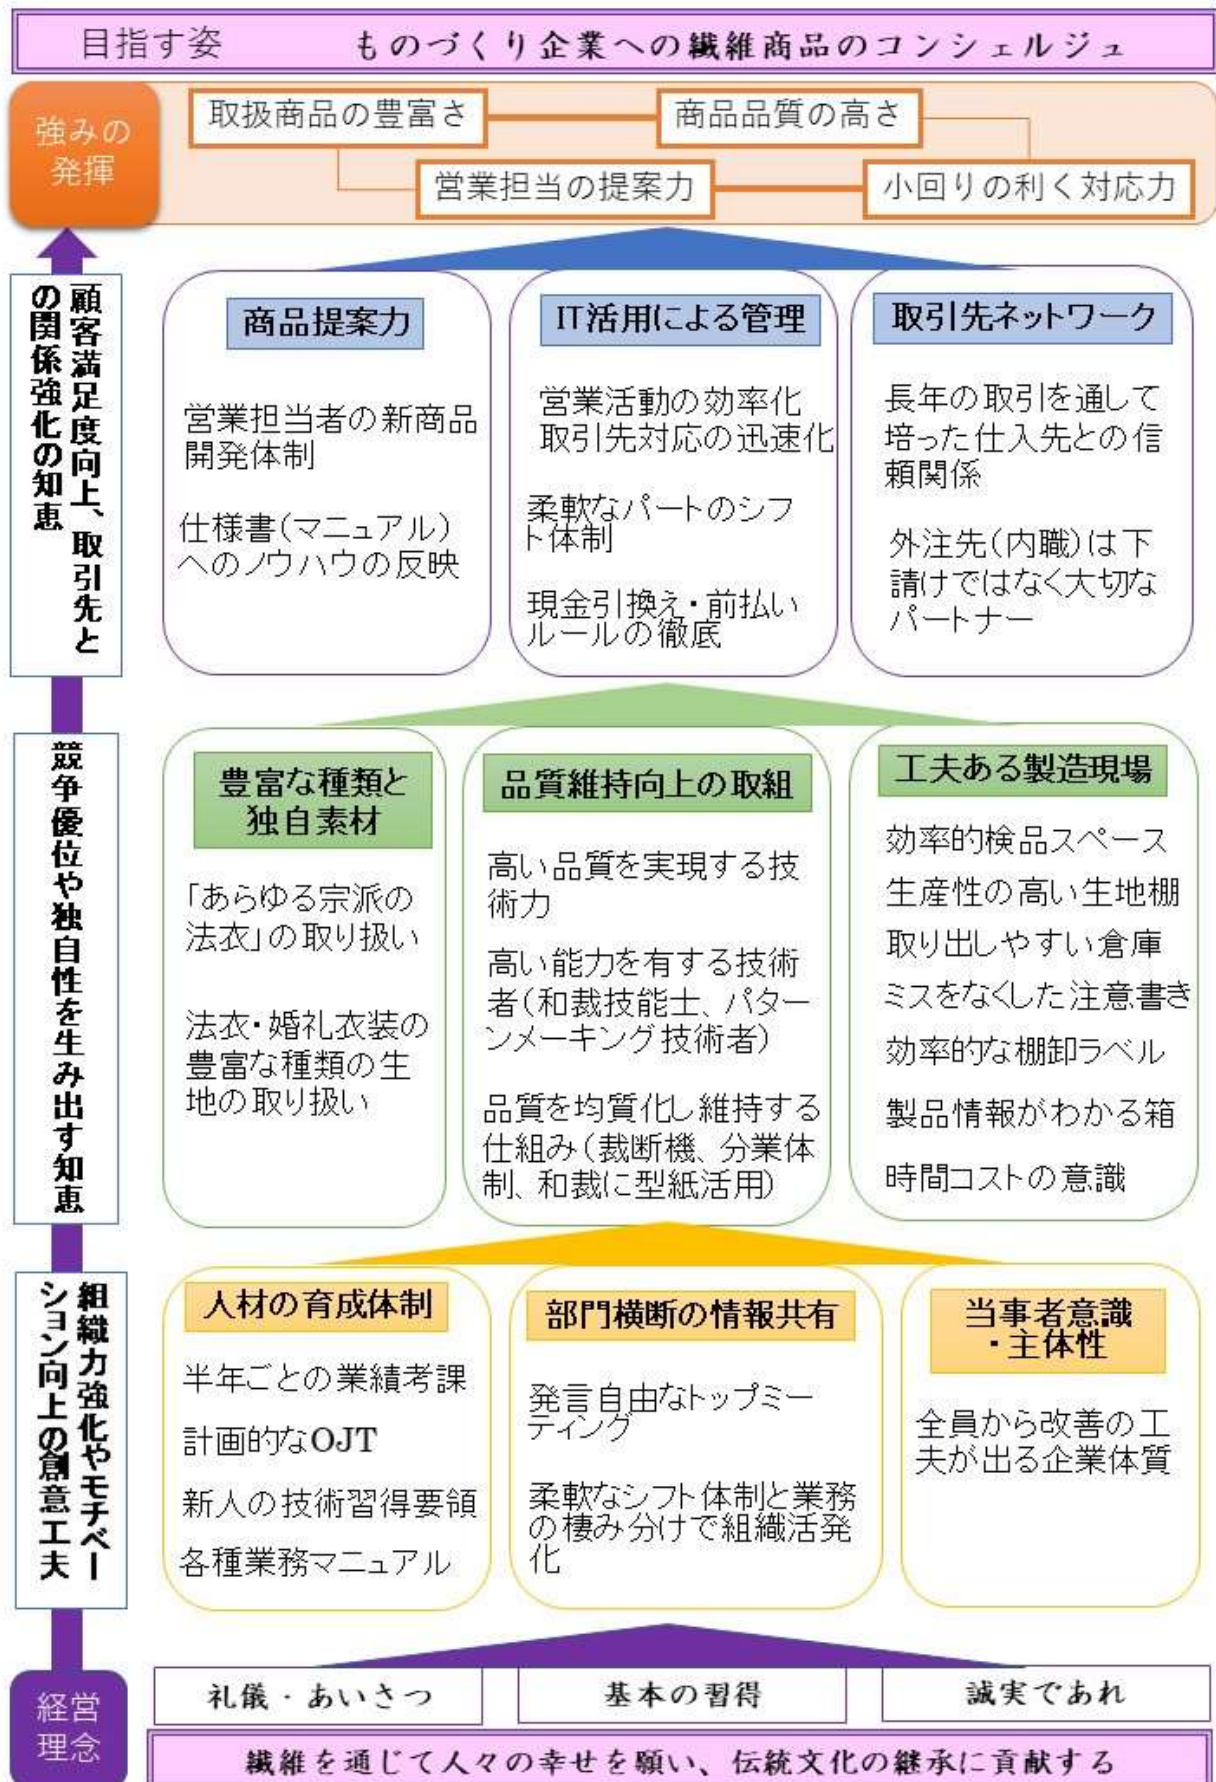 目指す姿 ものづくり企業への繊維商品のコンシェルジュ
強みの
発揮
取扱商品の豊富さ
商品品質の高さ
営業担当の提案力
小回りの利く対応力
顧客満足度向上、取引先と
の関係強化の知恵
商品提案力
営業担当者の新商品
開発体制
仕様書(マニュアル)
へのノウハウの反映
IT活用による管理
営業活動の効率化
取引先対応の迅速化
柔軟なパートのシフ
ト体制
現金引換え・前払い
ルールの徹底
取引先ネットワーク
長年の取引を通して
培った仕入先との信
頼関係
外注先(内職)は下
請けではなく大切な
パートナー
競争優位や独自性を生み出す知恵
豊富な種類と
独自素材
「あらゆる宗派の
法衣」の取り扱い
法衣・婚礼衣装の
豊富な種類の生
地の取り扱い
品質維持向上の取組
高い品質を実現する技
術力
高い能力を有する技術
者(和裁技能士、パター
ンメーキング技術者)
品質を均質化し維持する
仕組み(裁断機、分業体
制、和裁に型紙活用)
工夫ある製造現場
効率的検品スペース
生産性の高い生地棚
取り出しやすい倉庫
ミスをなくした注意書き
効率的な棚卸ラベル
製品情報がわかる箱
時間コストの意識
組織力強化やモチベー
ション向上の創意工夫
人材の育成体制
半年ごとの業績考課
計画的なOJT
新人の技術習得要領
各種業務マニュアル
部門横断の情報共有
発言自由なトップミー
ティング
柔軟なシフト体制と業務
の棲み分けで組織活発
化
当事者意識
・主体性
全員から改善の工
夫が出る企業体質
経営
理念
礼儀・あいさつ
基本の習得
誠実であれ
繊維を通じて人々の幸せを願い、伝統文化の継承に貢献する